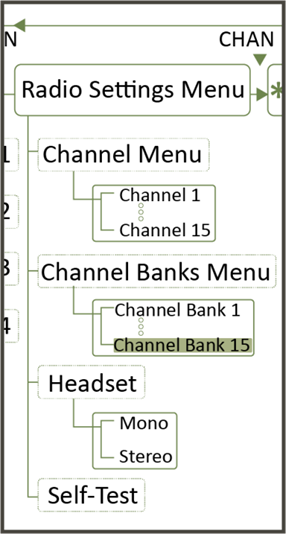 N
CHAN
Radio Settings Menu
*
1
Channel Menu
Channel 1
2
Channel 15
3
Channel Banks Menu
Channel Bank 1
4
Channel Bank 15
Headset
Mono
Stereo
Self-Test